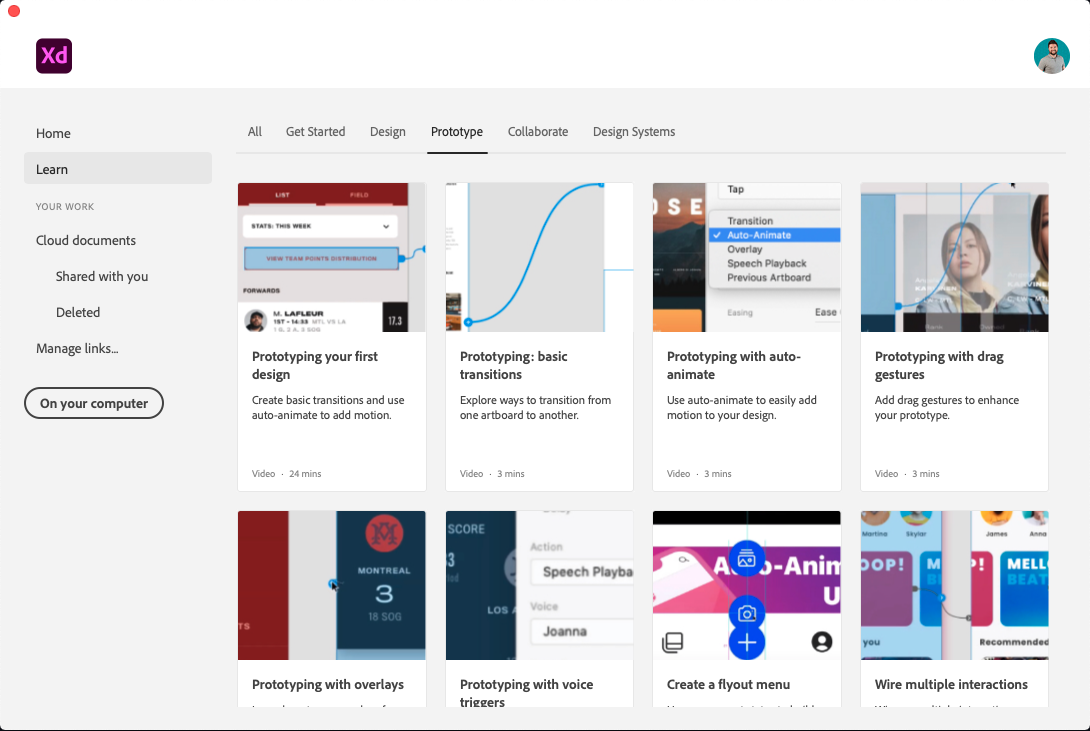 Xd
Home
Learn
YOUR WORK
Cloud documents
Shared with you
Deleted
Manage links...
On your computer
All Get Started Design Prototype Collaborate Design Systems
LIST FIELD
STATS: THIS WEEK
VIEW TEAM POINTS DISTRIBUTION
FORWARDS
M. LAFLEUR
1ST • 14:33 MTL VS LA
1 G, 2 A, 3 SOG
17.3
Prototyping your first
design
Create basic transitions and use
auto-animate to add motion.
Video · 24 mins
Prototyping: basic
transitions
Explore ways to transition from
one artboard to another.
Video · 3 mins
OSE
Tap
Transition
✓ Auto-Animate
Overlay
Speech Playback
Previous Artboard
Easing Ease
Prototyping with auto-
animate
Use auto-animate to easily add
motion to your design.
Video · 3 mins
Prototyping with drag
gestures
Add drag gestures to enhance
your prototype.
Video · 3 mins
TS
MONTREAL
3
18 SOG
Prototyping with overlays
SCORE
LOS A
Action
Speech Playba
Voice
Joanna
Prototyping with voice
triggers
Create a flyout menu
Martina Skylar James Anna
OOP! M P! MELL
BEAT
you Recommended
Wire multiple interactions